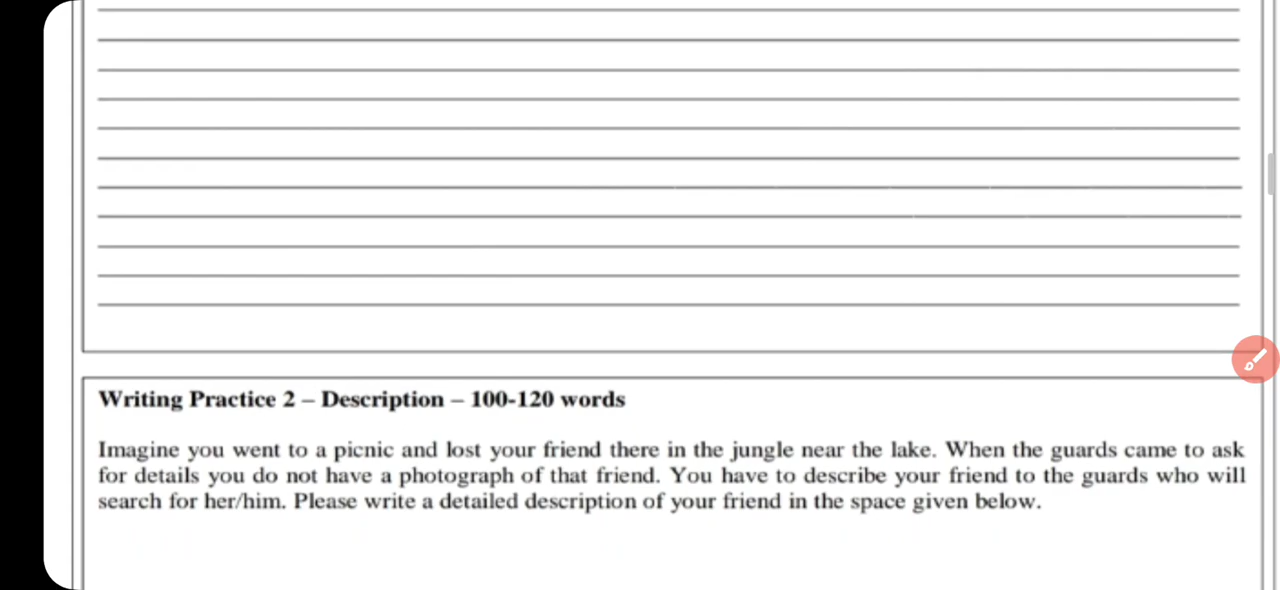 Writing Practice 2 – Description – 100-120 words
Imagine you went to a picnic and lost your friend there in the jungle near the lake. When the guards came to ask
for details you do not have a photograph of that friend. You have to describe your friend to the guards who will
search for her/him. Please write a detailed description of your friend in the space given below.